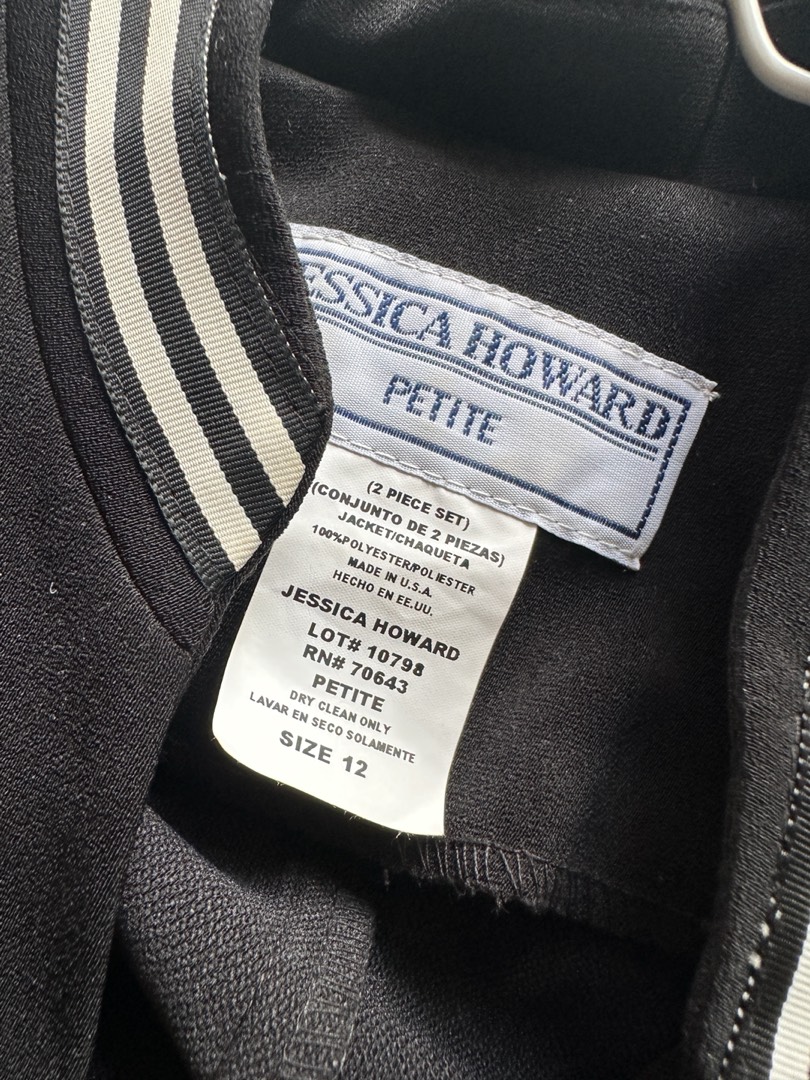 JESSICA HOWARD
PETITE
(2 PIECE SET)
(CONJUNTO DE 2 PIEZAS)
JACKET/CHAQUETA
100%POLYESTER/POLIESTER
MADE IN U.S.A.
HECHO EN EE.UU.
JESSICA HOWARD
LOT# 10798
RN# 70643
PETITE
DRY CLEAN ONLY
LAVAR EN SECO SOLAMENTE
SIZE 12